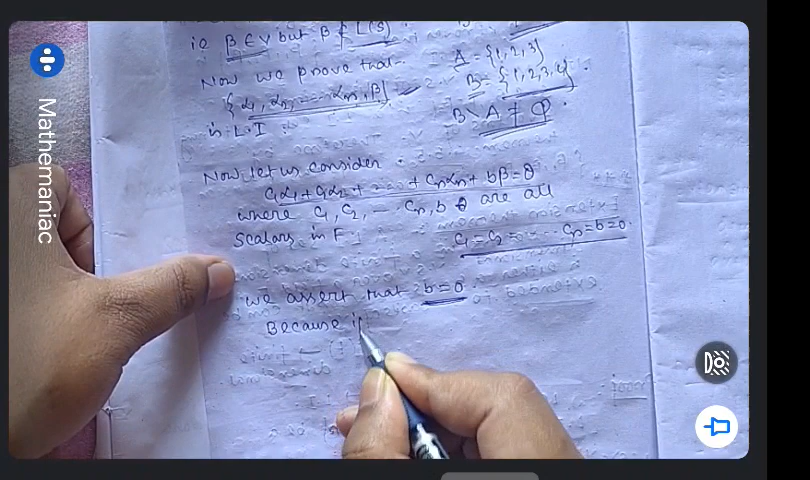 i.e β ∈ V but β ∉ L(S).
Now we prove that
{α₁, α₂, --- αₙ, β}
is L.I
A = {1, 2, 3}
B = {1, 2, 3, 4}.
B \ A ≠ φ.
Now let us consider.
c₁α₁ + c₂α₂ + --- + cₙαₙ + bβ = θ
where c₁, c₂, --- cₙ, b are all
scalars in F.
c₁ = c₂ = --- cₙ = b = 0.
we assert that b = 0
Because if
Mathemaniac